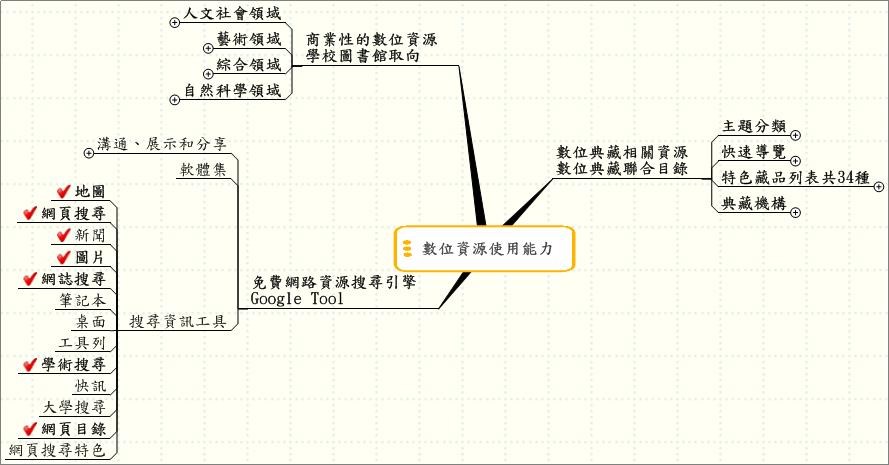 人文社會領域
藝術領域
綜合領域
自然科學領域
商業性的數位資源
學校圖書館取向
數位典藏相關資源
數位典藏聯合目錄
主題分類
快速導覽
特色藏品列表共34種
典藏機構
數位資源使用能力
免費網路資源搜尋引擎
Google Tool
溝通、展示和分享
軟體集
搜尋資訊工具
地圖
網頁搜尋
新聞
圖片
網誌搜尋
筆記本
桌面
工具列
學術搜尋
快訊
大學搜尋
網頁目錄
網頁搜尋特色